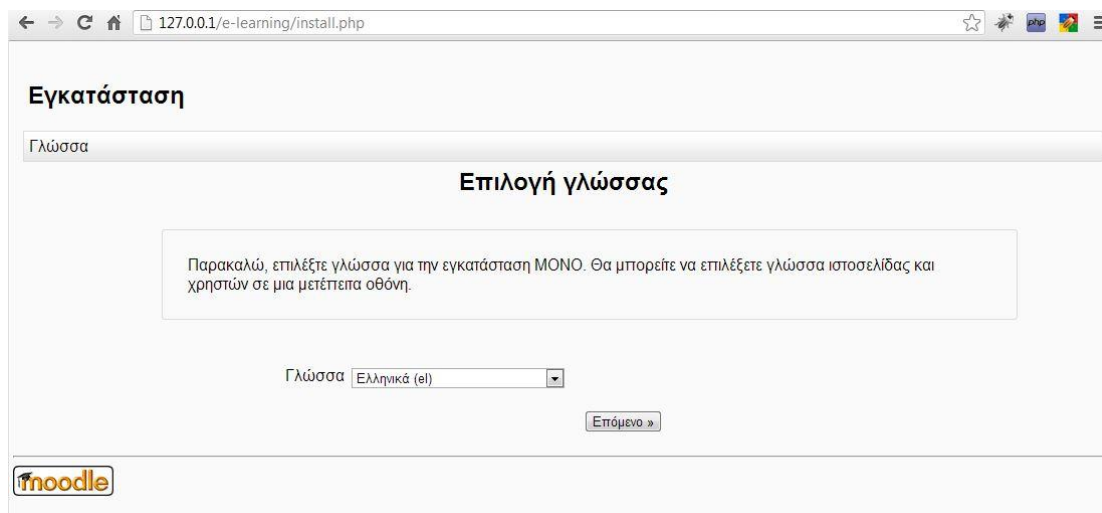 127.0.0.1/e-learning/install.php
php
Εγκατάσταση
Γλώσσα
Επιλογή γλώσσας
Παρακαλώ, επιλέξτε γλώσσα για την εγκατάσταση ΜΟΝΟ. Θα μπορείτε να επιλέξετε γλώσσα ιστοσελίδας και
χρηστών σε μια μετέπειτα οθόνη.
Γλώσσα Ελληνικά (el)
Επόμενο »
moodle